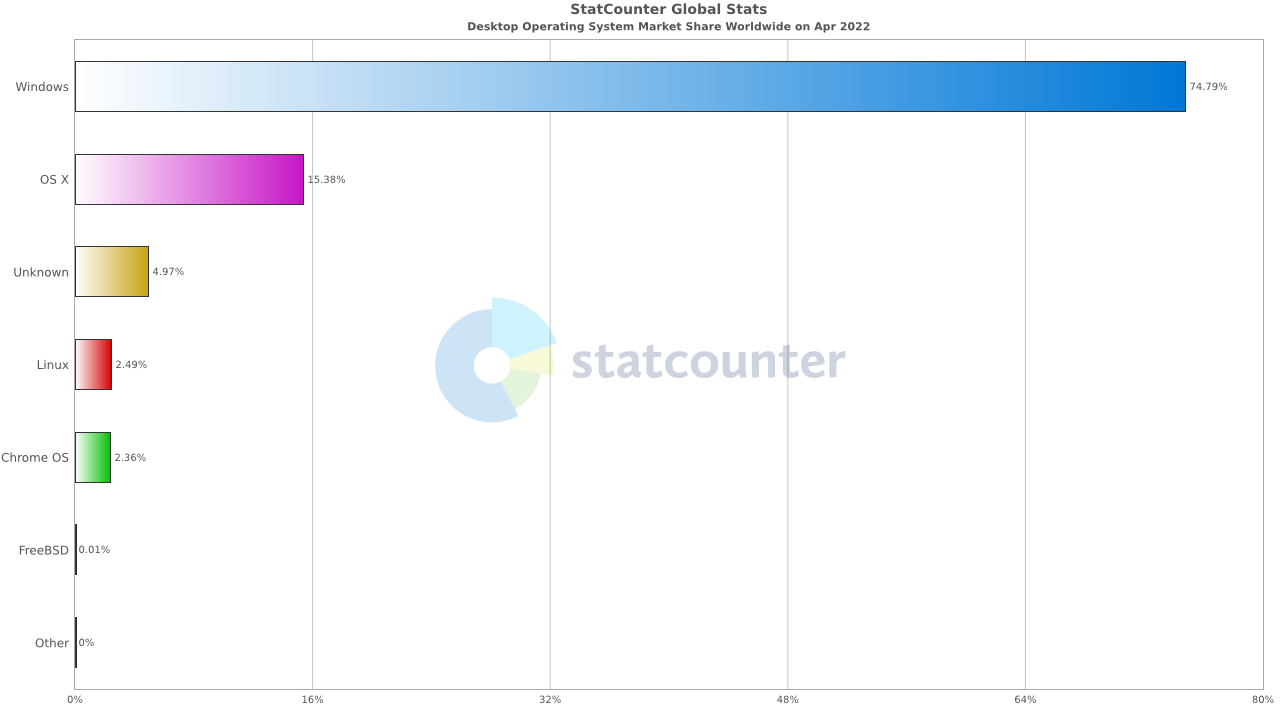 StatCounter Global Stats
Desktop Operating System Market Share Worldwide on Apr 2022
Windows 74.79%
OS X 15.38%
Unknown 4.97%
statcounter
Linux 2.49%
Chrome OS 2.36%
FreeBSD 0.01%
Other 0%
0% 16% 32% 48% 64% 80%